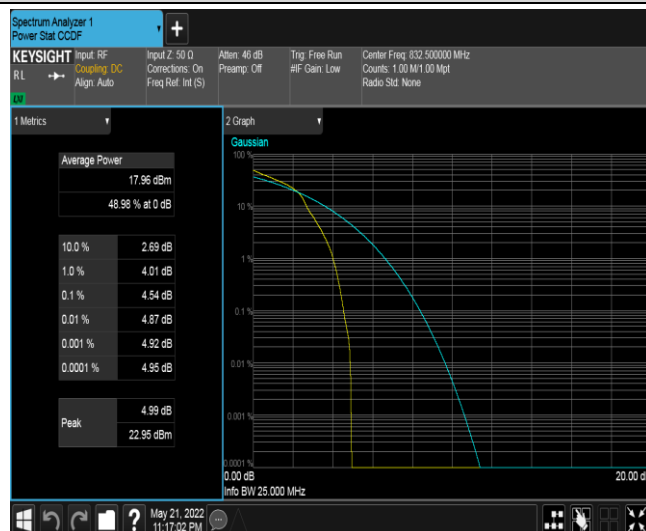 Spectrum Analyzer 1
Power Stat CCDF
+
KEYSIGHT
RL
Input: RF
Coupling: DC
Align: Auto
Input Z: 50 Ω
Corrections: On
Freq Ref: Int (S)
Atten: 46 dB
Preamp: Off
Trig: Free Run
#IF Gain: Low
Center Freq: 832.500000 MHz
Counts: 1.00 M/1.00 Mpt
Radio Std: None
LM
1 Metrics
Average Power
17.96 dBm
48.98 % at 0 dB
10.0 % 2.69 dB
1.0 % 4.01 dB
0.1 % 4.54 dB
0.01 % 4.87 dB
0.001 % 4.92 dB
0.0001 % 4.95 dB
Peak
4.99 dB
22.95 dBm
2 Graph
Gaussian
100 %
10 %
1 %
0.1 %
0.01 %
0.001 %
0.0001 %
0.00 dB
20.00 d
Info BW 25.000 MHz
?
May 21, 2022
11:17:02 PM